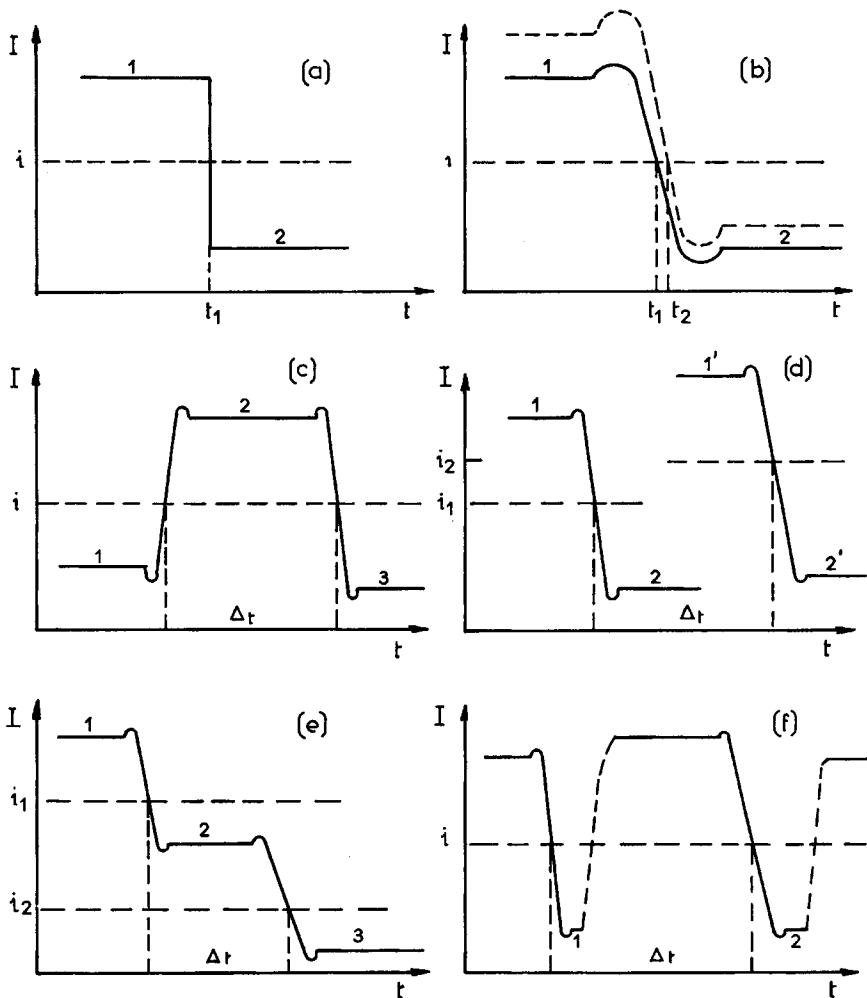 (a)
I
1
i
2
t₁
t
(b)
I
1
ı
2
t₁ t₂
t
(c)
I
2
i
1
3
Δt
t
(d)
I
1'
1
i₂
i₁
2'
2
Δt
t
(e)
I
1
i₁
2
i₂
3
Δt
t
(f)
I
i
1
2
Δt
t